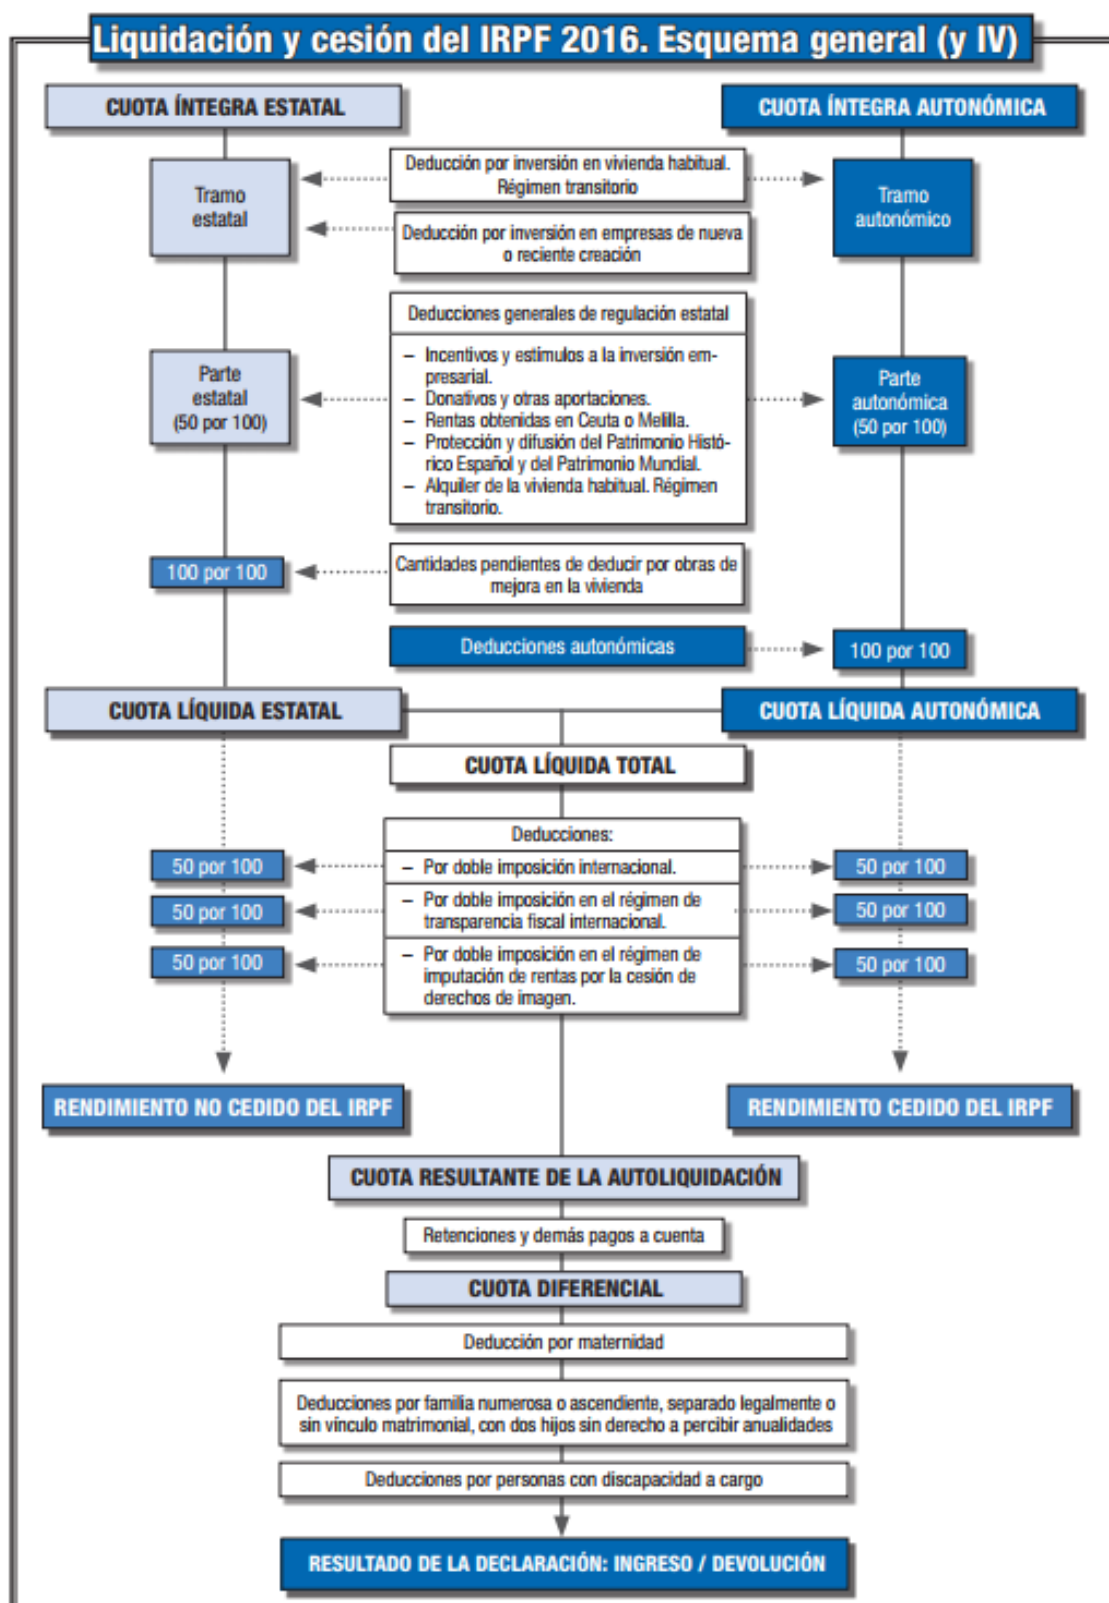 Liquidación y cesión del IRPF 2016. Esquema general (y IV)
CUOTA ÍNTEGRA ESTATAL
CUOTA ÍNTEGRA AUTONÓMICA
Tramo
estatal
Deducción por inversión en vivienda habitual.
Régimen transitorio
Tramo
autonómico
Deducción por inversión en empresas de nueva
o reciente creación
Deducciones generales de regulación estatal
Parte
estatal
(50 por 100)
– Incentivos y estímulos a la inversión em-
presarial.
– Donativos y otras aportaciones.
– Rentas obtenidas en Ceuta o Melilla.
– Protección y difusión del Patrimonio Histó-
rico Español y del Patrimonio Mundial.
– Alquiler de la vivienda habitual. Régimen
transitorio.
Parte
autonómica
(50 por 100)
100 por 100
Cantidades pendientes de deducir por obras de
mejora en la vivienda
Deducciones autonómicas
100 por 100
CUOTA LÍQUIDA ESTATAL
CUOTA LÍQUIDA AUTONÓMICA
CUOTA LÍQUIDA TOTAL
Deducciones:
50 por 100
– Por doble imposición internacional.
50 por 100
50 por 100
– Por doble imposición en el régimen de
transparencia fiscal internacional.
50 por 100
50 por 100
– Por doble imposición en el régimen de
imputación de rentas por la cesión de
derechos de imagen.
50 por 100
RENDIMIENTO NO CEDIDO DEL IRPF
RENDIMIENTO CEDIDO DEL IRPF
CUOTA RESULTANTE DE LA AUTOLIQUIDACIÓN
Retenciones y demás pagos a cuenta
CUOTA DIFERENCIAL
Deducción por maternidad
Deducciones por familia numerosa o ascendiente, separado legalmente o
sin vínculo matrimonial, con dos hijos sin derecho a percibir anualidades
Deducciones por personas con discapacidad a cargo
RESULTADO DE LA DECLARACIÓN: INGRESO / DEVOLUCIÓN